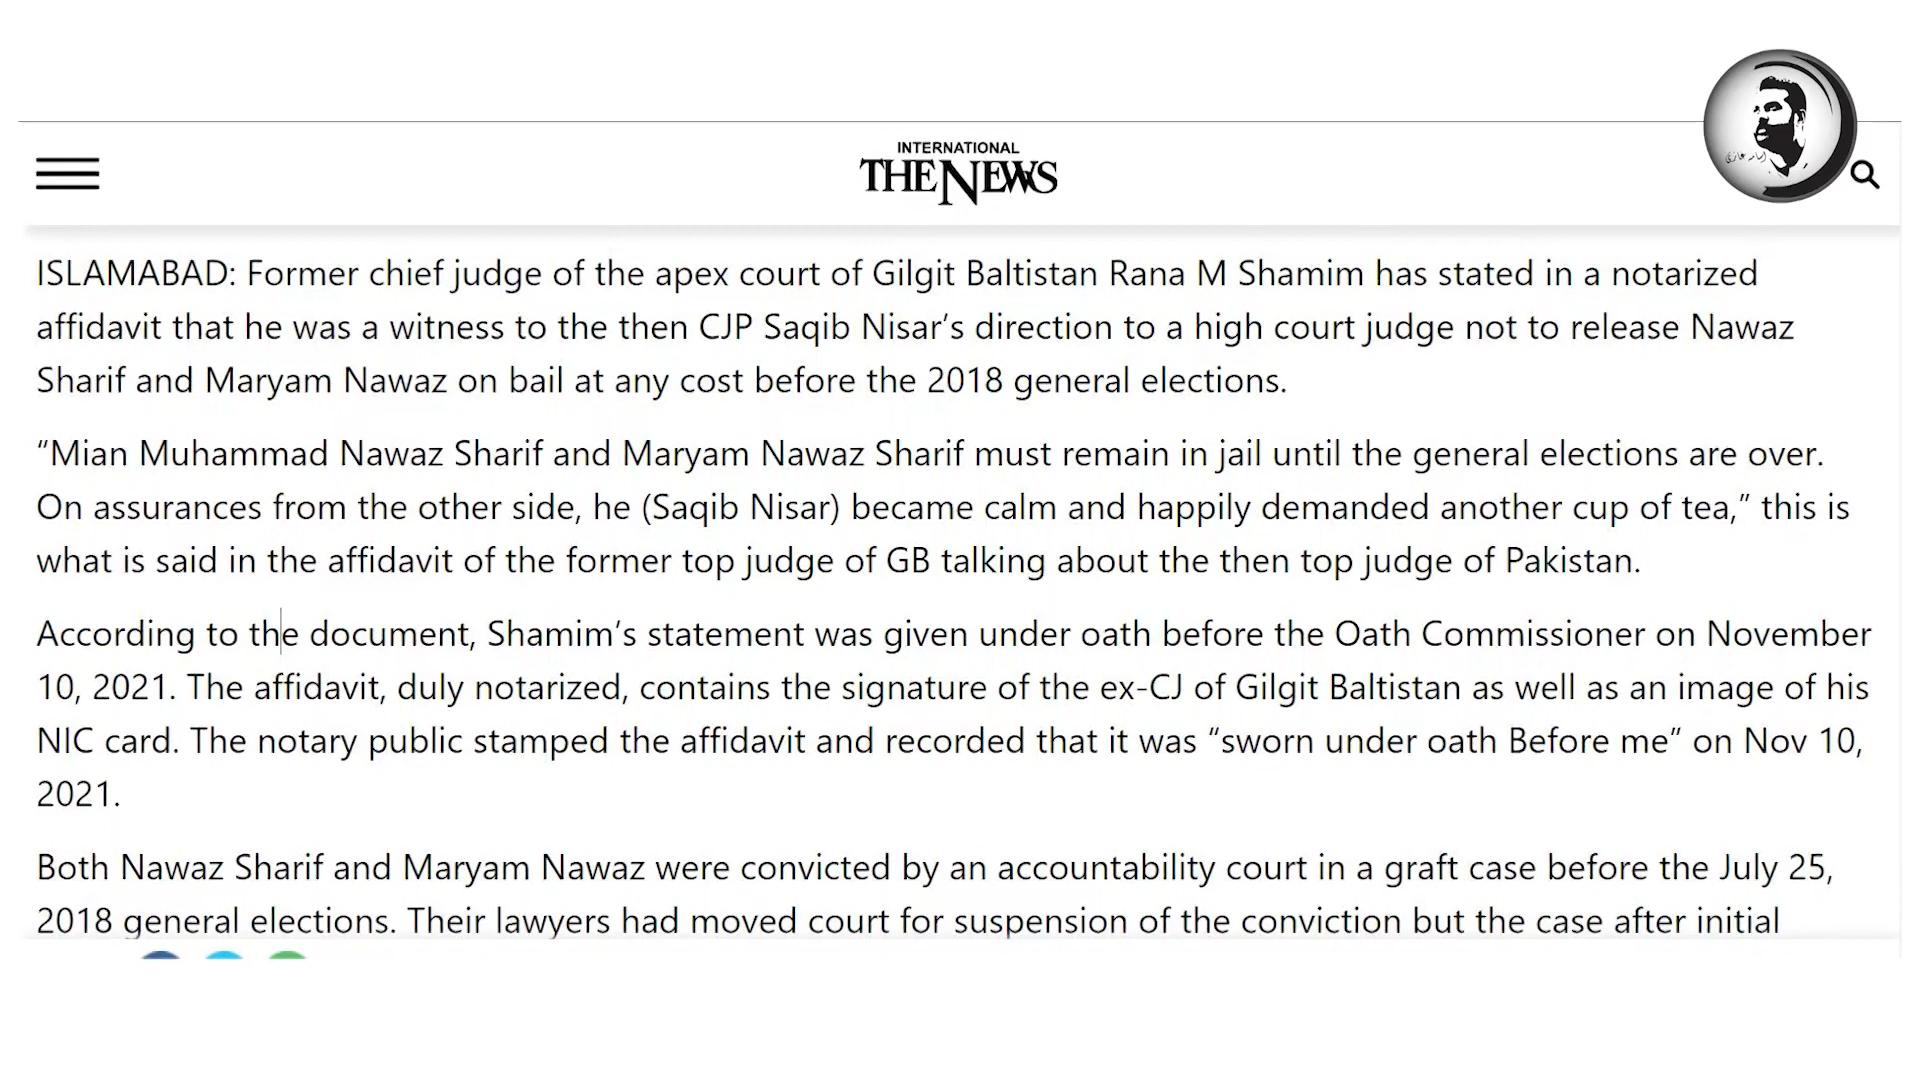 INTERNATIONAL
THE NEWS
اسامہ غازی
ISLAMABAD: Former chief judge of the apex court of Gilgit Baltistan Rana M Shamim has stated in a notarized
affidavit that he was a witness to the then CJP Saqib Nisar’s direction to a high court judge not to release Nawaz
Sharif and Maryam Nawaz on bail at any cost before the 2018 general elections.
“Mian Muhammad Nawaz Sharif and Maryam Nawaz Sharif must remain in jail until the general elections are over.
On assurances from the other side, he (Saqib Nisar) became calm and happily demanded another cup of tea,” this is
what is said in the affidavit of the former top judge of GB talking about the then top judge of Pakistan.
According to the document, Shamim’s statement was given under oath before the Oath Commissioner on November
10, 2021. The affidavit, duly notarized, contains the signature of the ex-CJ of Gilgit Baltistan as well as an image of his
NIC card. The notary public stamped the affidavit and recorded that it was “sworn under oath Before me” on Nov 10,
2021.
Both Nawaz Sharif and Maryam Nawaz were convicted by an accountability court in a graft case before the July 25,
2018 general elections. Their lawyers had moved court for suspension of the conviction but the case after initial